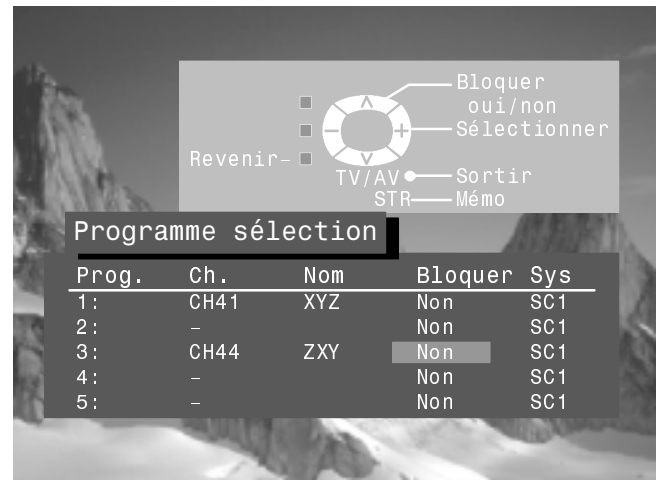 Bloquer
oui/non
Sélectionner
Revenir
TV/AV Sortir
STR Mémo
Programme sélection
Prog. Ch. Nom Bloquer Sys
1: CH41 XYZ Non SC1
2: – Non SC1
3: CH44 ZXY Non SC1
4: – Non SC1
5: – Non SC1